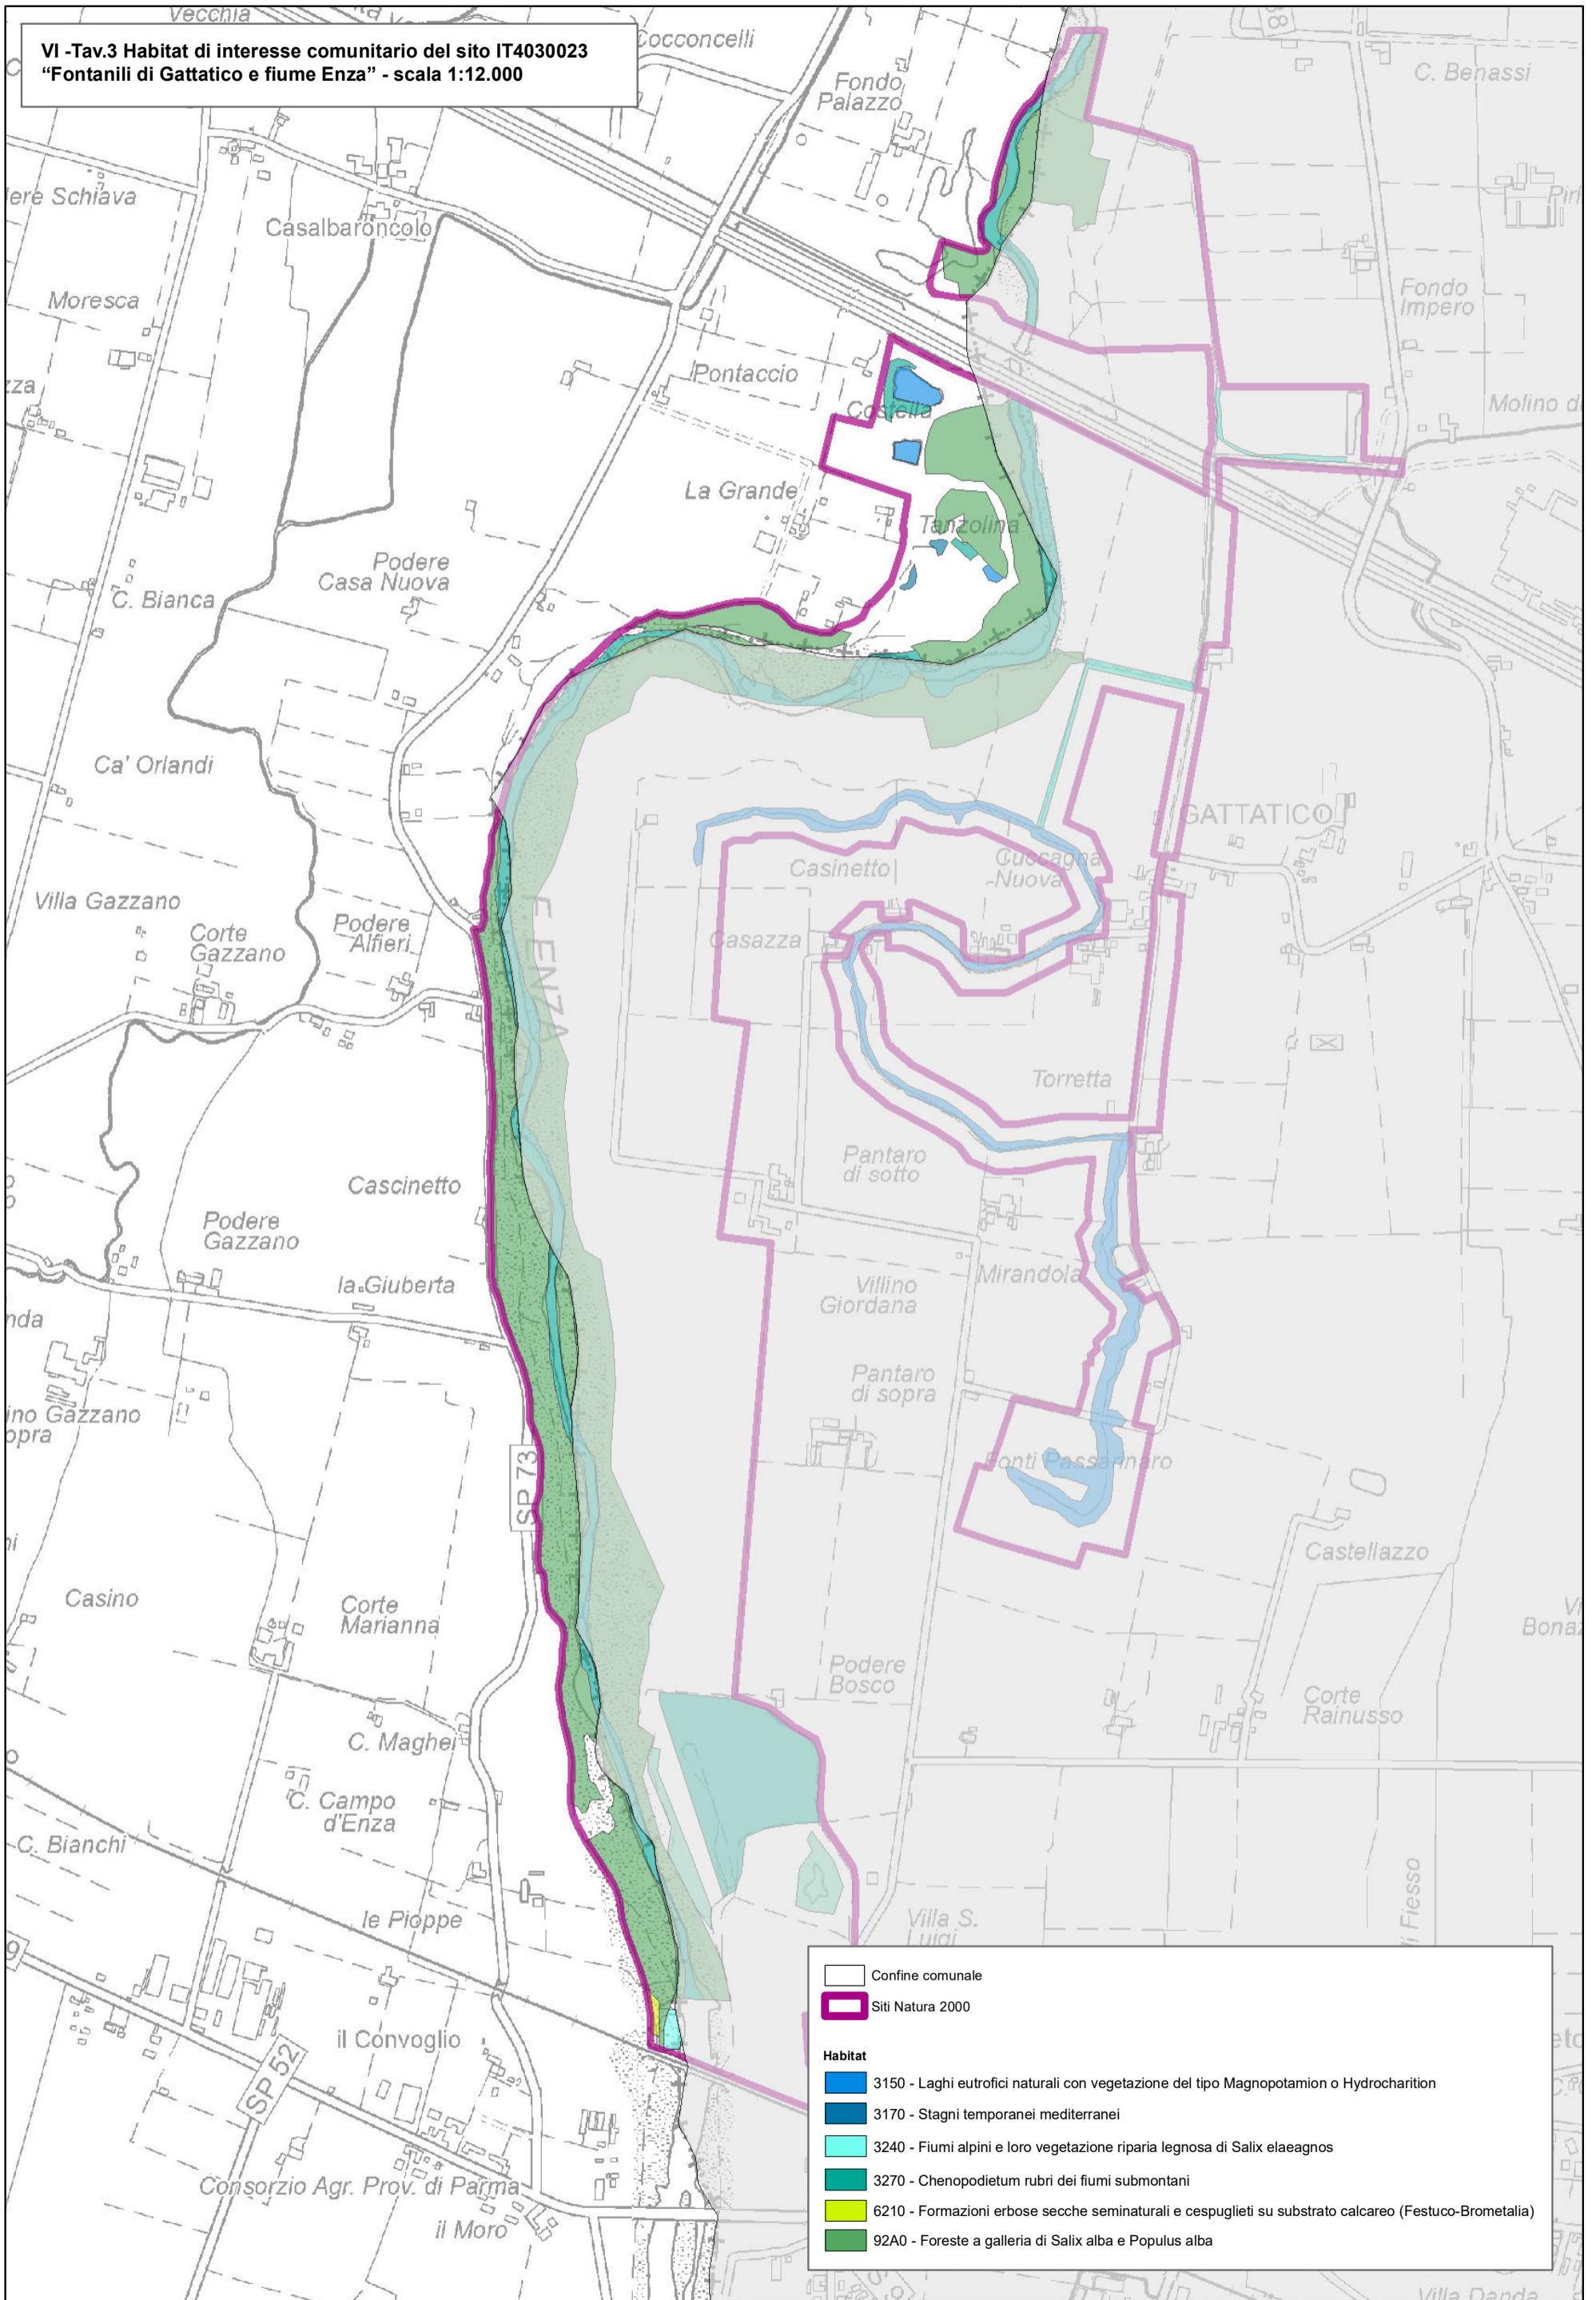 VI -Tav.3 Habitat di interesse comunitario del sito IT4030023
“Fontanili di Gattatico e fiume Enza” - scala 1:12.000
Vecchia
Cocconcelli
Fondo
Palazzo
C. Benassi
Casalbaroncolo
Moresca
Fondo
Impero
Pontaccio
Costella
La Grande
Tanzolina
Podere
Casa Nuova
C. Bianca
Ca' Orlandi
GATTATICO
Casinetto
Cuccagna
Nuova
Villa Gazzano
Corte
Gazzano
Podere
Alfieri
F. ENZA
Casazza
Torretta
Pantaro
di sotto
Cascinetto
Podere
Gazzano
la Giuberta
Villino
Giordana
Mirandola
Pantaro
di sopra
SP 73
Fonti Passannaro
Castellazzo
Casino
Corte
Marianna
Podere
Bosco
Corte
Rainusso
C. Maghei
C. Campo
d'Enza
C. Bianchi
le Pioppe
Villa S.
Luigi
Fiesso
il Convoglio
SP 52
Consorzio Agr. Prov. di Parma
il Moro
Confine comunale
Siti Natura 2000
Habitat
3150 - Laghi eutrofici naturali con vegetazione del tipo Magnopotamion o Hydrocharition
3170 - Stagni temporanei mediterranei
3240 - Fiumi alpini e loro vegetazione riparia legnosa di Salix elaeagnos
3270 - Chenopodietum rubri dei fiumi submontani
6210 - Formazioni erbose secche seminaturali e cespuglieti su substrato calcareo (Festuco-Brometalia)
92A0 - Foreste a galleria di Salix alba e Populus alba